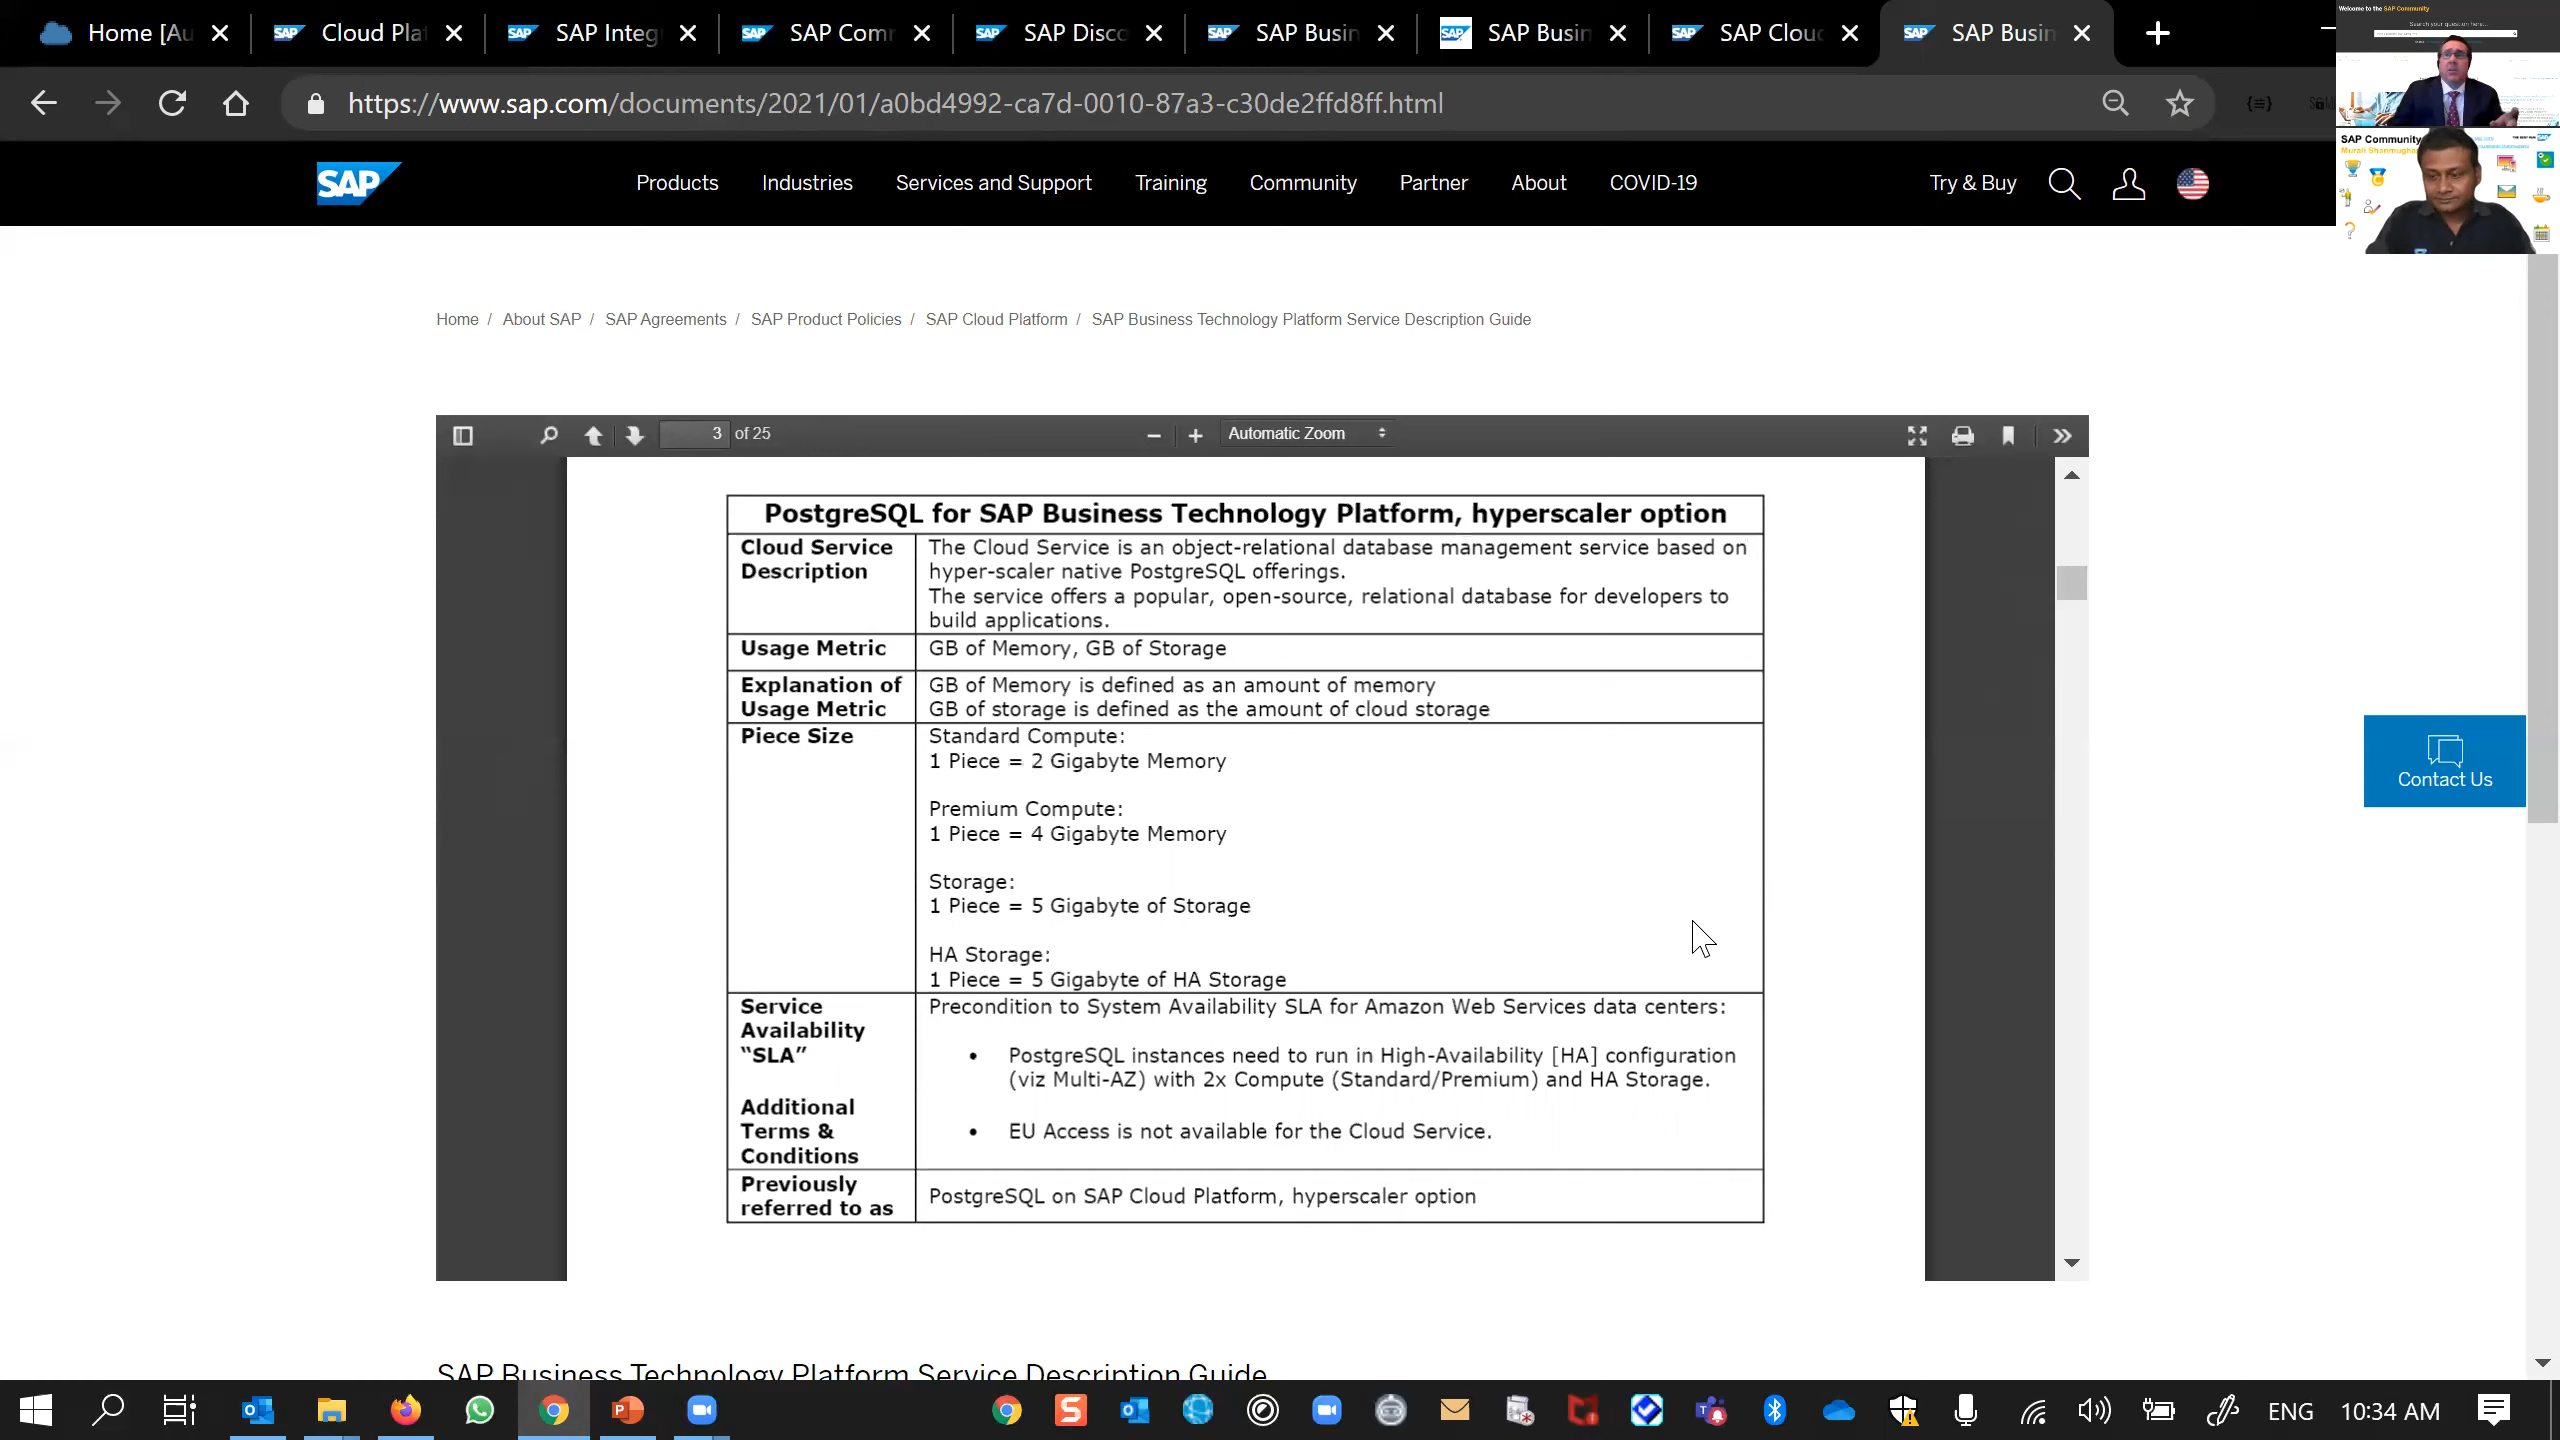 Home [Au
Cloud Plat
SAP Integ
SAP Com
SAP Disco
SAP Busin
SAP Busin
SAP Clou
SAP Busin
https://www.sap.com/documents/2021/01/a0bd4992-ca7d-0010-87a3-c30de2ffd8ff.html
Welcome to the SAP Community
Search your question here...
SAP Community
SAP
Products
Industries
Services and Support
Training
Community
Partner
About
COVID-19
Try & Buy
Home / About SAP / SAP Agreements / SAP Product Policies / SAP Cloud Platform / SAP Business Technology Platform Service Description Guide
3 of 25
Automatic Zoom
PostgreSQL for SAP Business Technology Platform, hyperscaler option
Cloud Service
Description
The Cloud Service is an object-relational database management service based on
hyper-scaler native PostgreSQL offerings.
The service offers a popular, open-source, relational database for developers to
build applications.
Usage Metric
GB of Memory, GB of Storage
Explanation of
Usage Metric
GB of Memory is defined as an amount of memory
GB of storage is defined as the amount of cloud storage
Piece Size
Standard Compute:
1 Piece = 2 Gigabyte Memory
Premium Compute:
1 Piece = 4 Gigabyte Memory
Storage:
1 Piece = 5 Gigabyte of Storage
HA Storage:
1 Piece = 5 Gigabyte of HA Storage
Service
Availability
“SLA”
Additional
Terms &
Conditions
Precondition to System Availability SLA for Amazon Web Services data centers:
• PostgreSQL instances need to run in High-Availability [HA] configuration
(viz Multi-AZ) with 2x Compute (Standard/Premium) and HA Storage.
• EU Access is not available for the Cloud Service.
Previously
referred to as
PostgreSQL on SAP Cloud Platform, hyperscaler option
Contact Us
SAP Business Technology Platform Service Description Guide
ENG
10:34 AM